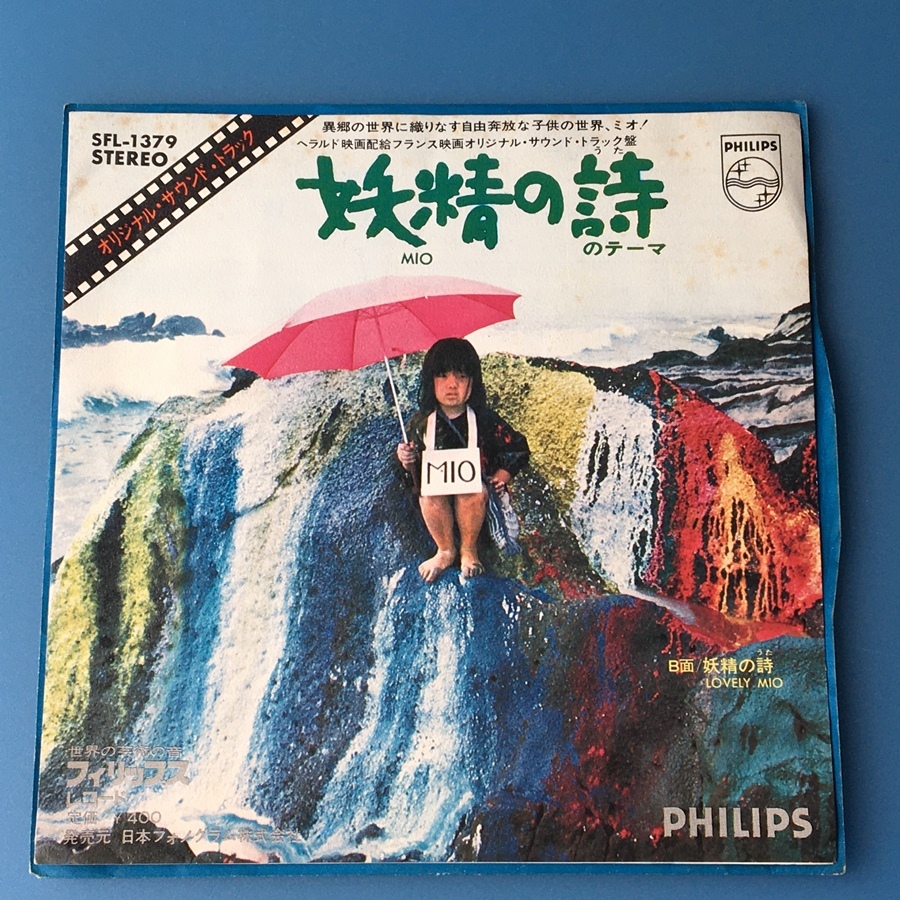 SFL-1379
STEREO
オリジナル・サウンド・トラック
異郷の世界に織りなす自由奔放な子供の世界、ミオ!
ヘラルド映画配給フランス映画オリジナル・サウンド・トラック盤
うた
妖精の詩
MIO
のテーマ
PHILIPS
MIO
うた
B面/妖精の詩
LOVELY MIO
世界の音
フィリップス
レコード
定価 ¥400
発売元 日本フォノグラム株式会社
PHILIPS